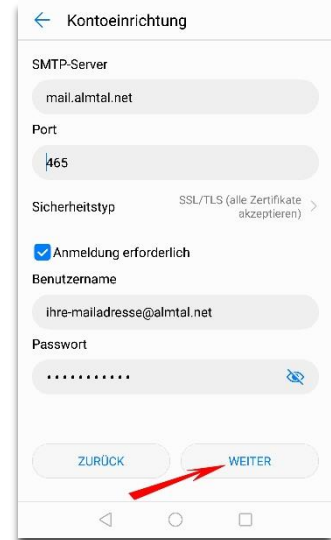 Kontoeinrichtung
SMTP-Server
mail.almtal.net
Port
465
Sicherheitstyp
SSL/TLS (alle Zertifikate
akzeptieren)
Anmeldung erforderlich
Benutzername
ihre-mailadresse@almtal.net
Passwort
•••••••••••
ZURÜCK
WEITER